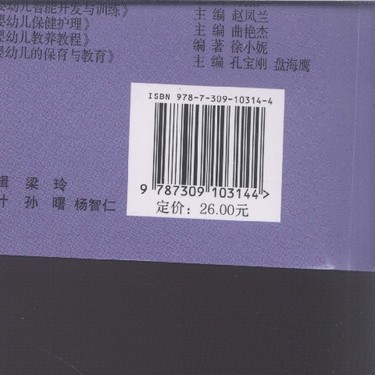 婴幼儿智能开发与训练》 主 编 赵凤兰
婴幼儿保健护理》 主 编 曲艳杰
婴幼儿教养教程》 编 著 徐小妮
婴幼儿的保育与教育》 主 编 孔宝刚 盘海鹰
ISBN 978-7-309-10314-4
9 787309 103144>
定价：26.00元
辑 梁 玲
计 孙 曙 杨智仁